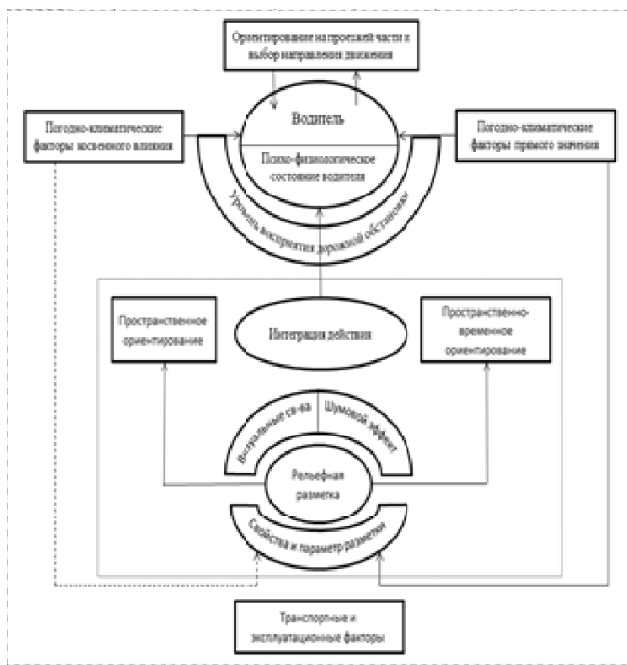 Ориентирование на проезжей части и
выбор направления движения
Водитель
Погодно-климатические
факторы косвенного влияния
Погодно-климатические
факторы прямого значения
Психо-физиологическое
состояние водителя
Уровень восприятия дорожной обстановки
Пространственное
ориентирование
Интеграция действия
Пространственно-
временное
ориентирование
Визуальные св-ва
Шумовой эффект
Рельефная
разметка
Свойства и параметр разметки
Транспортные и
эксплуатационные факторы